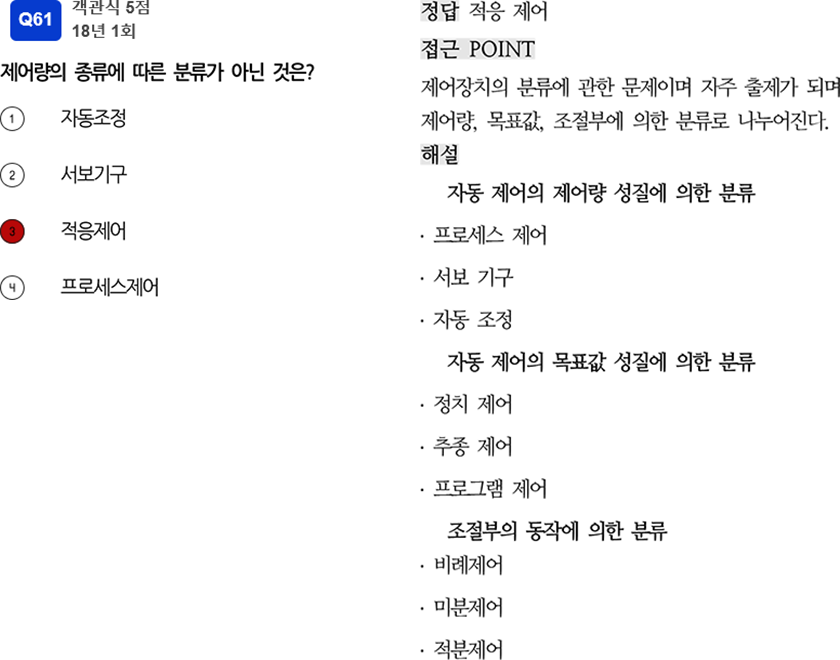 Q61
객관식 5점
18년 1회
제어량의 종류에 따른 분류가 아닌 것은?
1 자동조정
2 서보기구
3 적응제어
4 프로세스제어
정답 적응 제어
접근 POINT
제어장치의 분류에 관한 문제이며 자주 출제가 되며
제어량, 목표값, 조절부에 의한 분류로 나누어진다.
해설
자동 제어의 제어량 성질에 의한 분류
· 프로세스 제어
· 서보 기구
· 자동 조정
자동 제어의 목표값 성질에 의한 분류
· 정치 제어
· 추종 제어
· 프로그램 제어
조절부의 동작에 의한 분류
· 비례제어
· 미분제어
· 적분제어